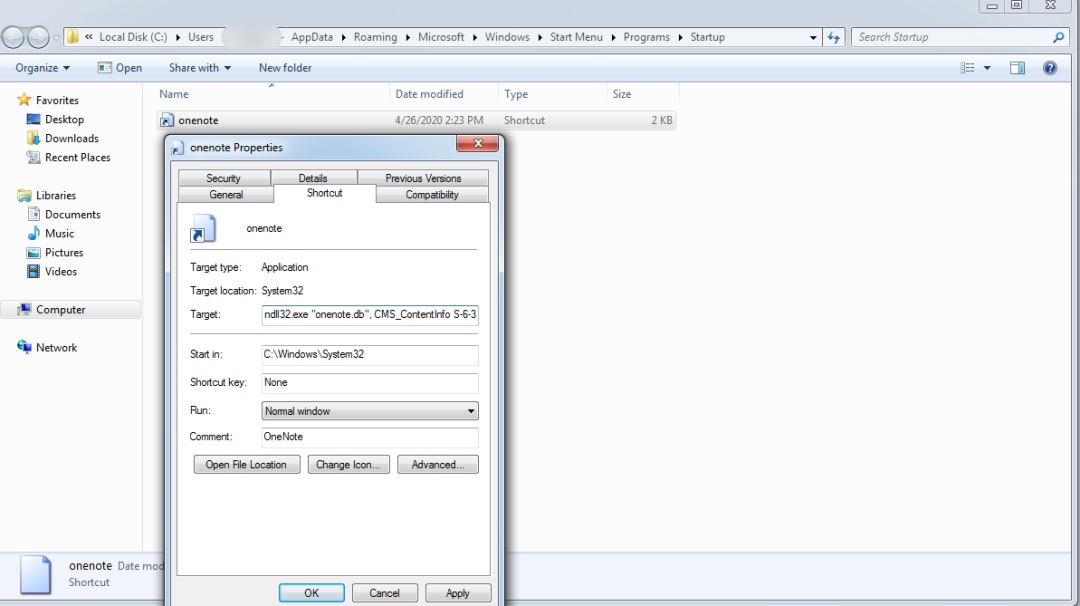 « Local Disk (C:) ▸ Users ▸ AppData ▸ Roaming ▸ Microsoft ▸ Windows ▸ Start Menu ▸ Programs ▸ Startup
Search Startup
Organize
Open
Share with
New folder
Favorites
Desktop
Downloads
Recent Places
Libraries
Documents
Music
Pictures
Videos
Computer
Network
Name Date modified Type Size
onenote 4/26/2020 2:23 PM Shortcut 2 KB
onenote Properties
Security Details Previous Versions
General Shortcut Compatibility
onenote
Target type: Application
Target location: System32
Target: ndll32.exe "onenote.db", CMS_ContentInfo S-6-3
Start in: C:\Windows\System32
Shortcut key: None
Run: Normal window
Comment: OneNote
Open File Location Change Icon... Advanced...
OK Cancel Apply
onenote Date mod
Shortcut